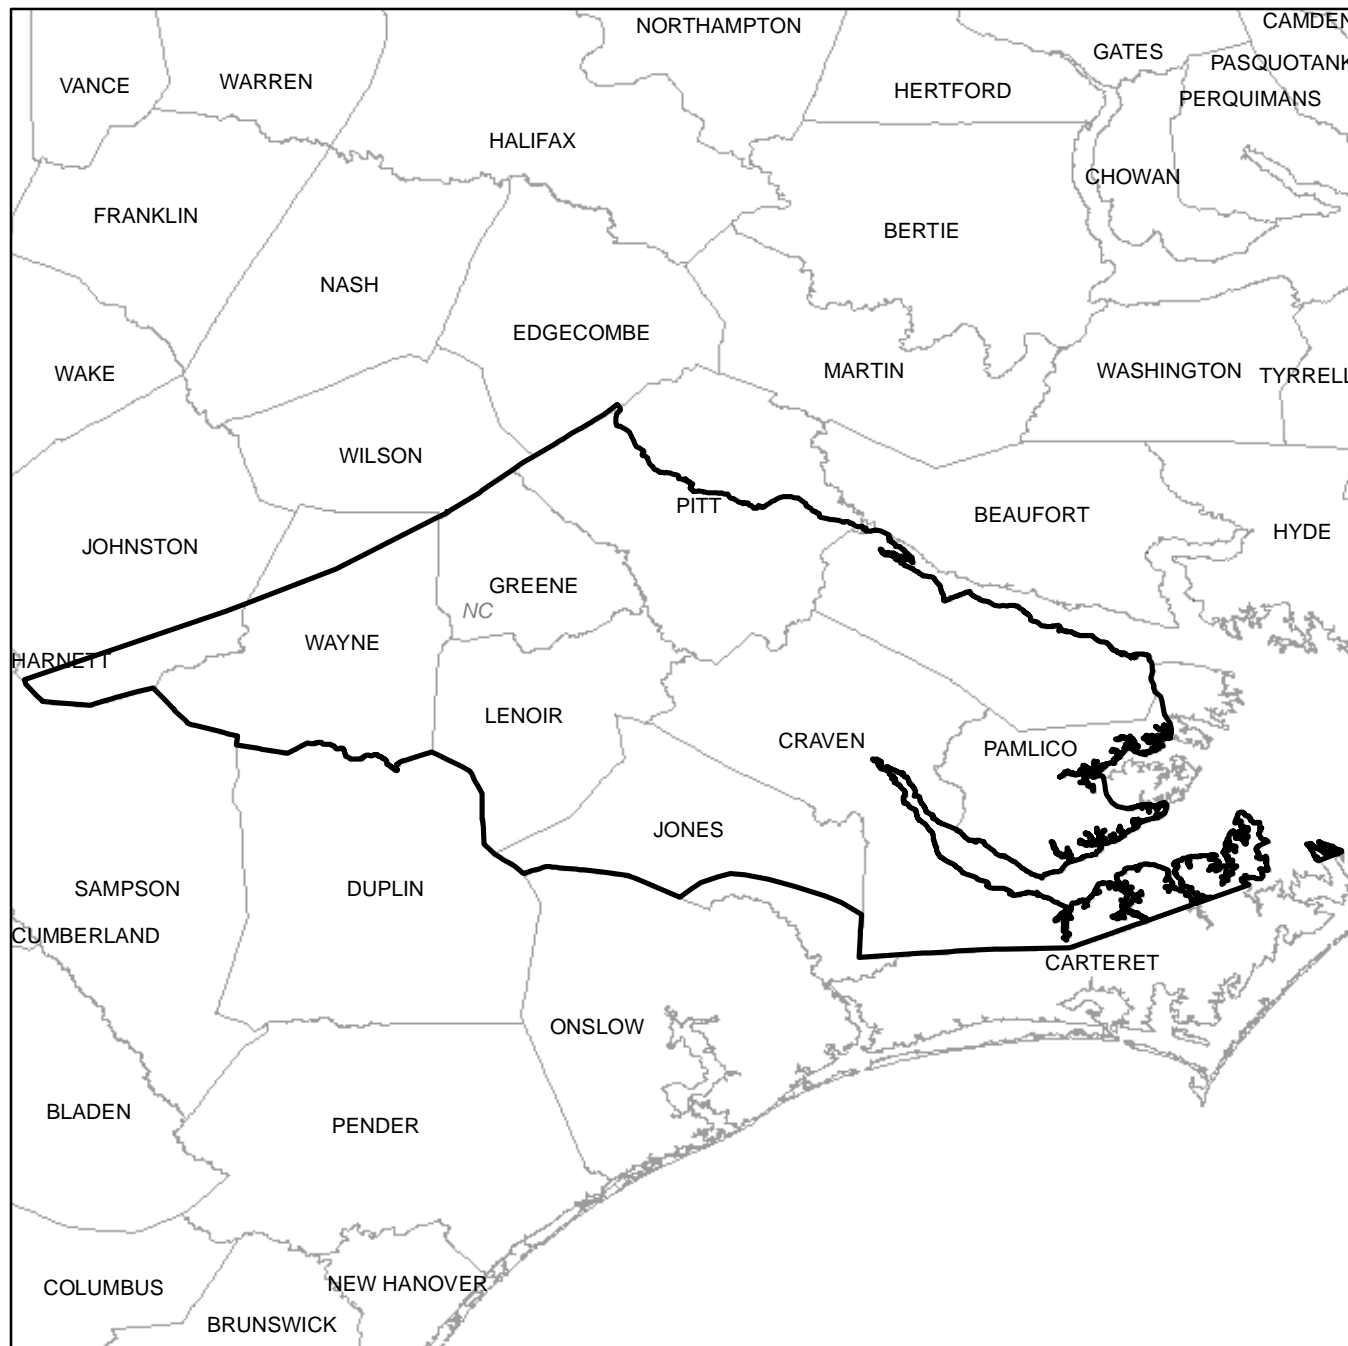 CAMDEN
NORTHAMPTON
GATES
PASQUOTANK
WARREN
VANCE
HERTFORD
PERQUIMANS
HALIFAX
CHOWAN
FRANKLIN
BERTIE
NASH
EDGECOMBE
WAKE
MARTIN
WASHINGTON
TYRRELL
WILSON
PITT
BEAUFORT
HYDE
JOHNSTON
GREENE
NC
WAYNE
HARNETT
LENOIR
CRAVEN
PAMLICO
JONES
SAMPSON
DUPLIN
CUMBERLAND
CARTERET
ONSLOW
BLADEN
PENDER
COLUMBUS
NEW HANOVER
BRUNSWICK